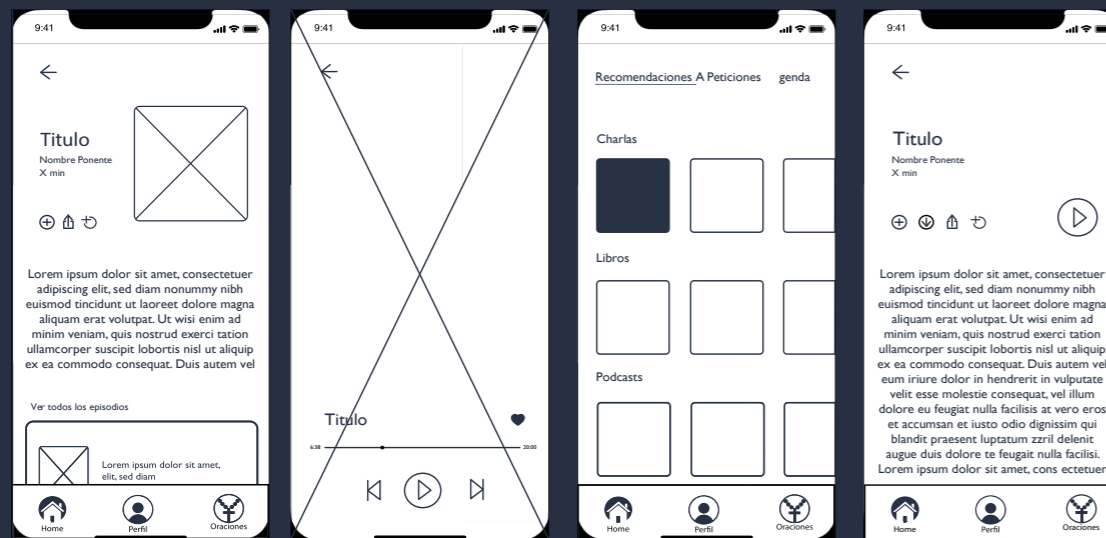 9:41
Titulo
Nombre Ponente
X min
Lorem ipsum dolor sit amet, consectetuer
adipiscing elit, sed diam nonummy nibh
euismod tincidunt ut laoreet dolore magna
aliquam erat volutpat. Ut wisi enim ad
minim veniam, quis nostrud exerci tation
ullamcorper suscipit lobortis nisl ut aliquip
ex ea commodo consequat. Duis autem vel
Ver todos los episodios
Lorem ipsum dolor sit amet,
elit, sed diam
Home
Perfil
Oraciones
9:41
Titulo
6:38
20:00
9:41
Recomendaciones A Peticiones genda
Charlas
Libros
Podcasts
Home
Perfil
Oraciones
9:41
Titulo
Nombre Ponente
X min
Lorem ipsum dolor sit amet, consectetuer
adipiscing elit, sed diam nonummy nibh
euismod tincidunt ut laoreet dolore magna
aliquam erat volutpat. Ut wisi enim ad
minim veniam, quis nostrud exerci tation
ullamcorper suscipit lobortis nisl ut aliquip
ex ea commodo consequat. Duis autem vel
eum iriure dolor in hendrerit in vulputate
velit esse molestie consequat, vel illum
dolore eu feugiat nulla facilisis at vero eros
et accumsan et iusto odio dignissim qui
blandit praesent luptatum zzril delenit
augue duis dolore te feugait nulla facilisi.
Lorem ipsum dolor sit amet, cons ectetuer
Home
Perfil
Oraciones